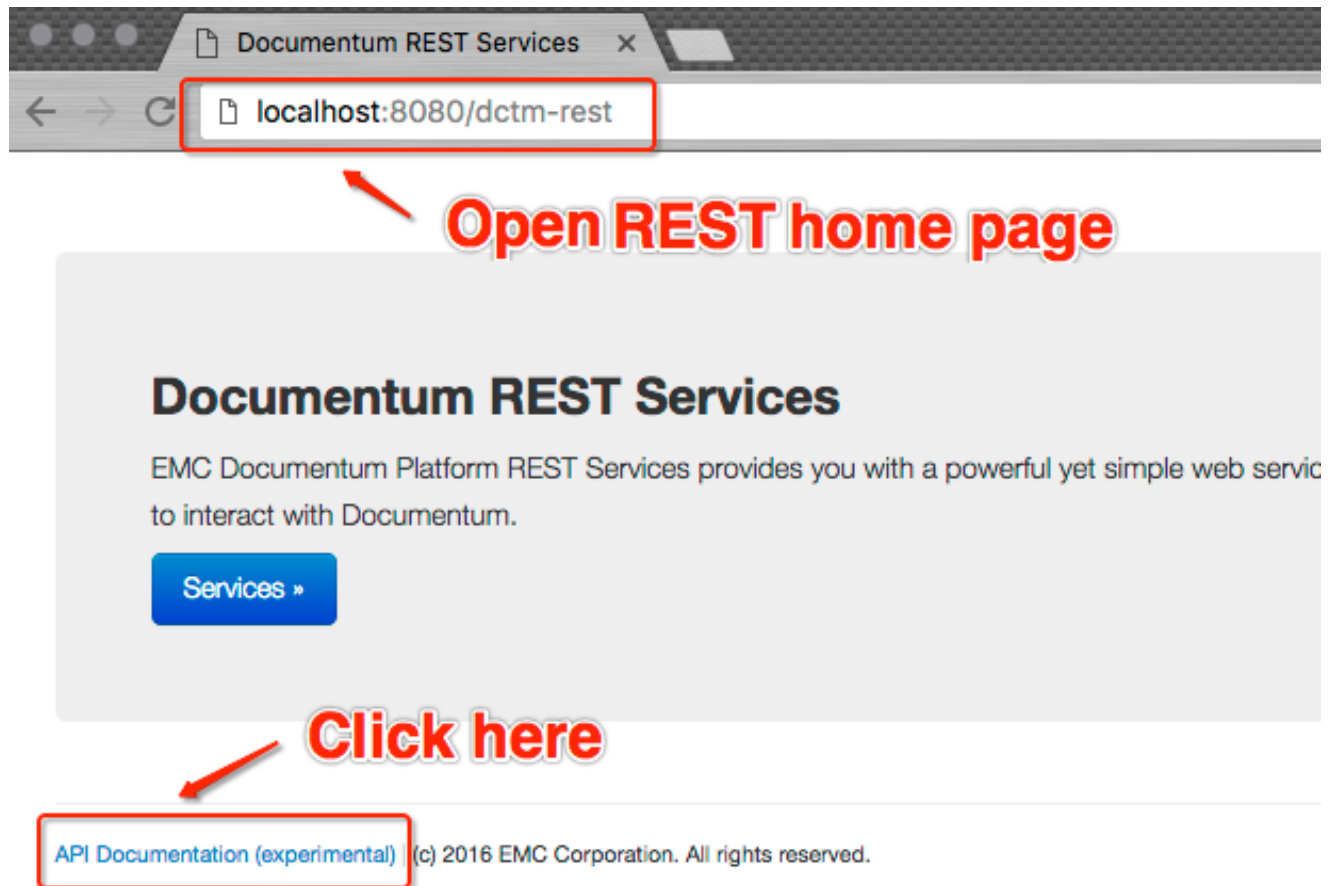 Documentum REST Services ×
localhost:8080/dctm-rest
Open REST home page
Documentum REST Services
EMC Documentum Platform REST Services provides you with a powerful yet simple web servic
to interact with Documentum.
Services »
Click here
API Documentation (experimental) | (c) 2016 EMC Corporation. All rights reserved.